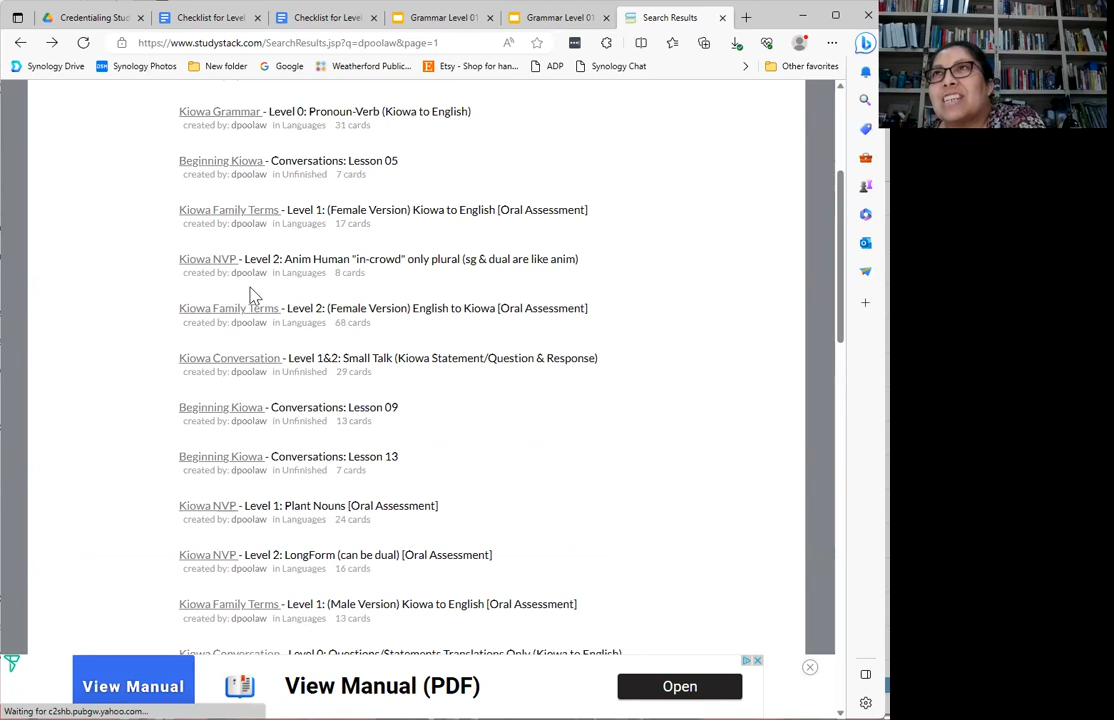 Credentialing Stud
Checklist for Level
Checklist for Level
Grammar Level 01
Grammar Level 01
Search Results
https://www.studystack.com/SearchResults.jsp?q=dpoolaw&page=1
Synology Drive
Synology Photos
New folder
Google
Weatherford Public...
Etsy - Shop for han...
ADP
Synology Chat
Other favorites
Kiowa Grammar - Level 0: Pronoun-Verb (Kiowa to English)
created by: dpoolaw in Languages 31 cards
Beginning Kiowa - Conversations: Lesson 05
created by: dpoolaw in Unfinished 7 cards
Kiowa Family Terms - Level 1: (Female Version) Kiowa to English [Oral Assessment]
created by: dpoolaw in Languages 17 cards
Kiowa NVP - Level 2: Anim Human "in-crowd" only plural (sg & dual are like anim)
created by: dpoolaw in Languages 8 cards
Kiowa Family Terms - Level 2: (Female Version) English to Kiowa [Oral Assessment]
created by: dpoolaw in Languages 68 cards
Kiowa Conversation - Level 1&2: Small Talk (Kiowa Statement/Question & Response)
created by: dpoolaw in Unfinished 29 cards
Beginning Kiowa - Conversations: Lesson 09
created by: dpoolaw in Unfinished 13 cards
Beginning Kiowa - Conversations: Lesson 13
created by: dpoolaw in Unfinished 7 cards
Kiowa NVP - Level 1: Plant Nouns [Oral Assessment]
created by: dpoolaw in Languages 24 cards
Kiowa NVP - Level 2: LongForm (can be dual) [Oral Assessment]
created by: dpoolaw in Languages 16 cards
Kiowa Family Terms - Level 1: (Male Version) Kiowa to English [Oral Assessment]
created by: dpoolaw in Languages 13 cards
Kiowa Conversation - Level 0: Questions/Statements Translations Only (Kiowa to English)
View Manual
View Manual (PDF)
Open
Waiting for c2shb.pubgw.yahoo.com...